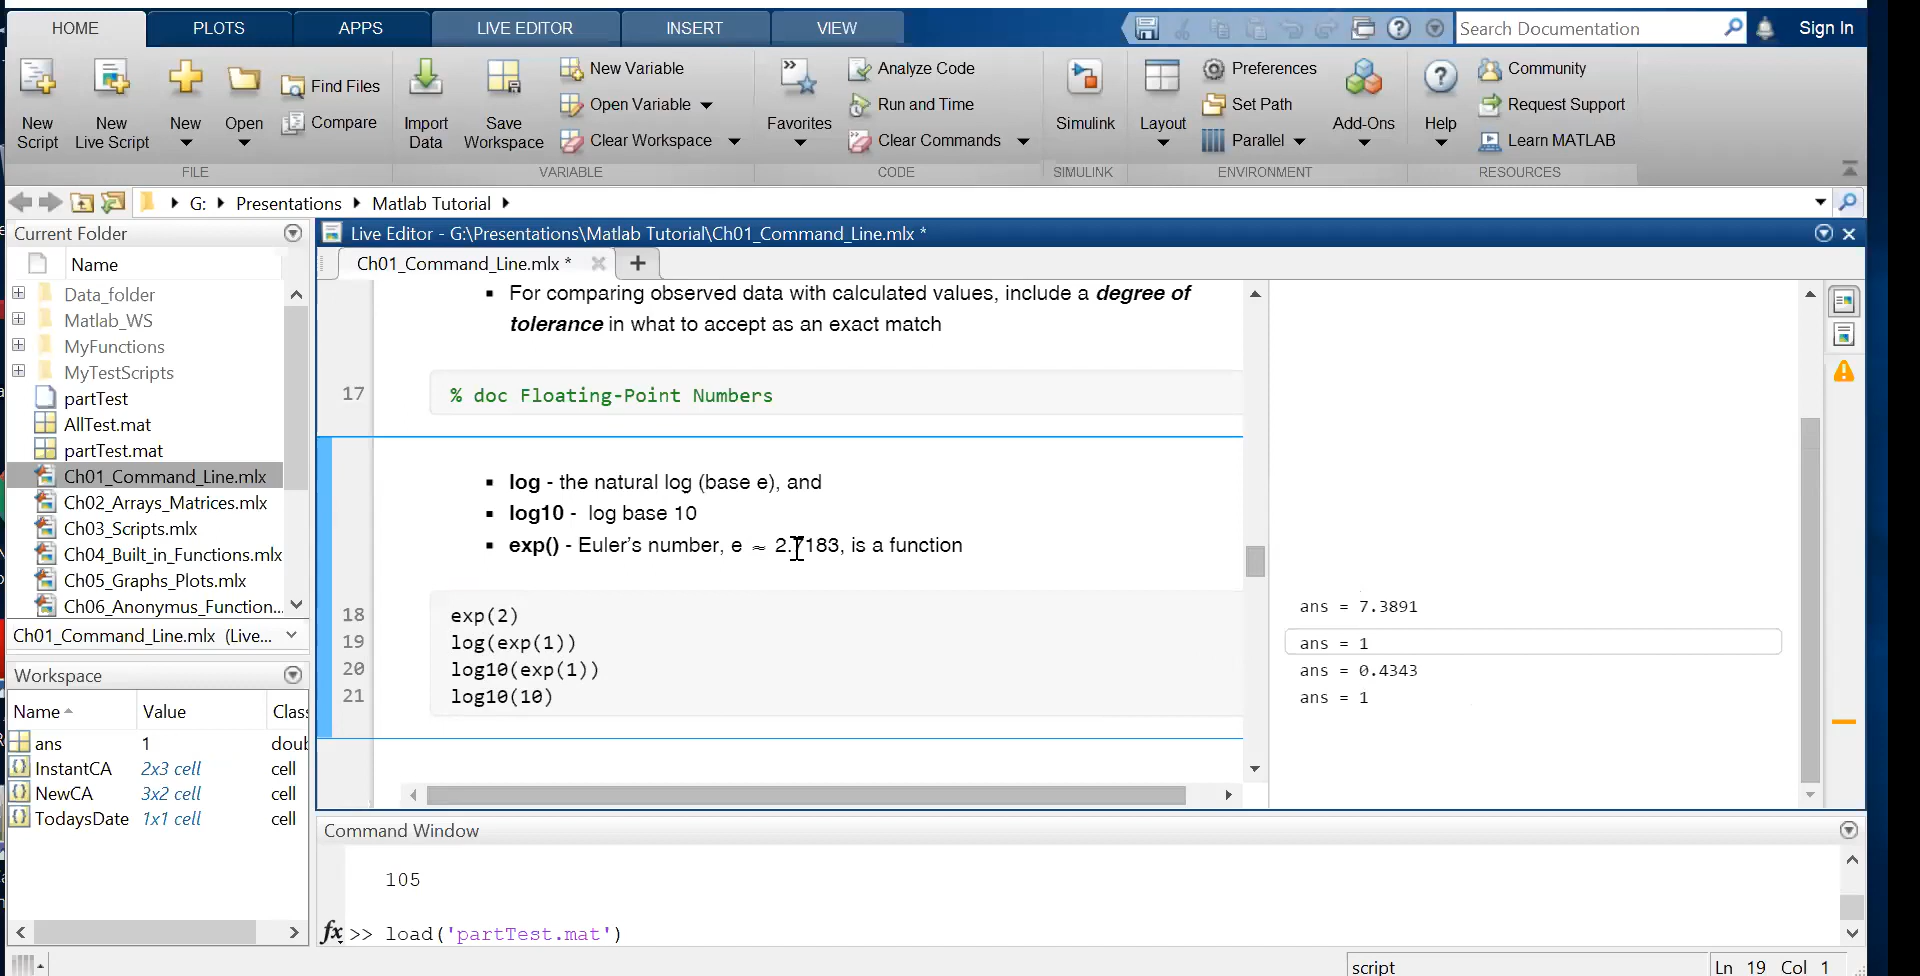 HOME PLOTS APPS LIVE EDITOR INSERT VIEW Search Documentation Sign In
New Script
New Live Script
New
Open
Find Files
Compare
Import Data
Save Workspace
New Variable
Open Variable
Clear Workspace
Favorites
Analyze Code
Run and Time
Clear Commands
Simulink
Layout
Preferences
Set Path
Parallel
Add-Ons
Help
Community
Request Support
Learn MATLAB
FILE VARIABLE CODE SIMULINK ENVIRONMENT RESOURCES
G: Presentations Matlab Tutorial
Current Folder
Name
Data_folder
Matlab_WS
MyFunctions
MyTestScripts
partTest
AllTest.mat
partTest.mat
Ch01_Command_Line.mlx
Ch02_Arrays_Matrices.mlx
Ch03_Scripts.mlx
Ch04_Built_in_Functions.mlx
Ch05_Graphs_Plots.mlx
Ch06_Anonymus_Function...
Ch01_Command_Line.mlx (Live...
Workspace
Name Value Clas
ans 1 doub
InstantCA 2x3 cell cell
NewCA 3x2 cell cell
TodaysDate 1x1 cell cell
Live Editor - G:\Presentations\Matlab Tutorial\Ch01_Command_Line.mlx *
Ch01_Command_Line.mlx *
▪ For comparing observed data with calculated values, include a degree of
tolerance in what to accept as an exact match
17 % doc Floating-Point Numbers
▪ log - the natural log (base e), and
▪ log10 - log base 10
▪ exp() - Euler's number, e ≈ 2.7183, is a function
18 exp(2)
19 log(exp(1))
20 log10(exp(1))
21 log10(10)
ans = 7.3891
ans = 1
ans = 0.4343
ans = 1
Command Window
105
fx >> load('partTest.mat')
script Ln 19 Col 1